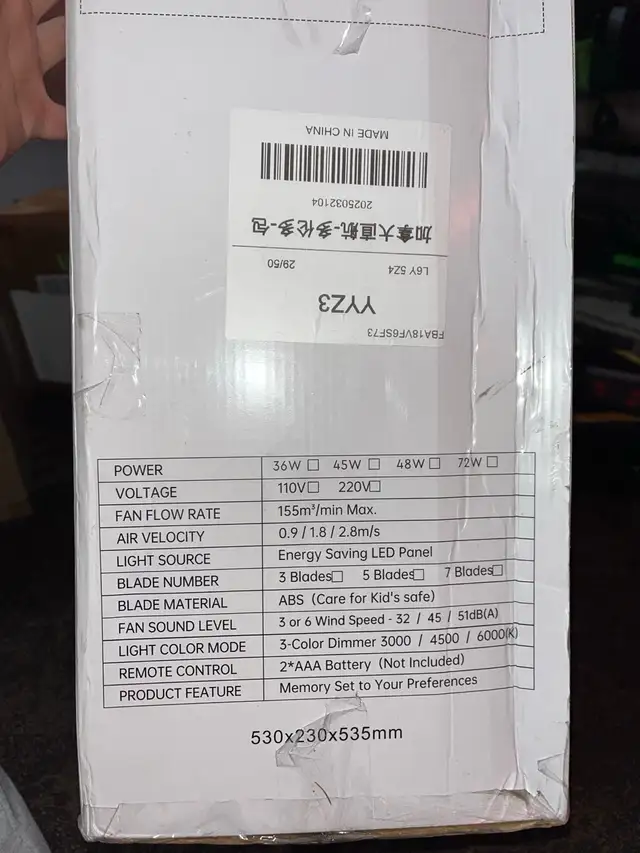 MADE IN CHINA
2025032104
加拿大直航-多伦多-包
L6Y 5Z4 29/50
YYZ3
FBA18VF6SF73
POWER 36W □ 45W □ 48W □ 72W □
VOLTAGE 110V□ 220V□
FAN FLOW RATE 155m³/min Max.
AIR VELOCITY 0.9 / 1.8 / 2.8m/s
LIGHT SOURCE Energy Saving LED Panel
BLADE NUMBER 3 Blades□ 5 Blades□ 7 Blades□
BLADE MATERIAL ABS (Care for Kid's safe)
FAN SOUND LEVEL 3 or 6 Wind Speed - 32 / 45 / 51dB(A)
LIGHT COLOR MODE 3-Color Dimmer 3000 / 4500 / 6000(K)
REMOTE CONTROL 2*AAA Battery (Not Included)
PRODUCT FEATURE Memory Set to Your Preferences
530x230x535mm